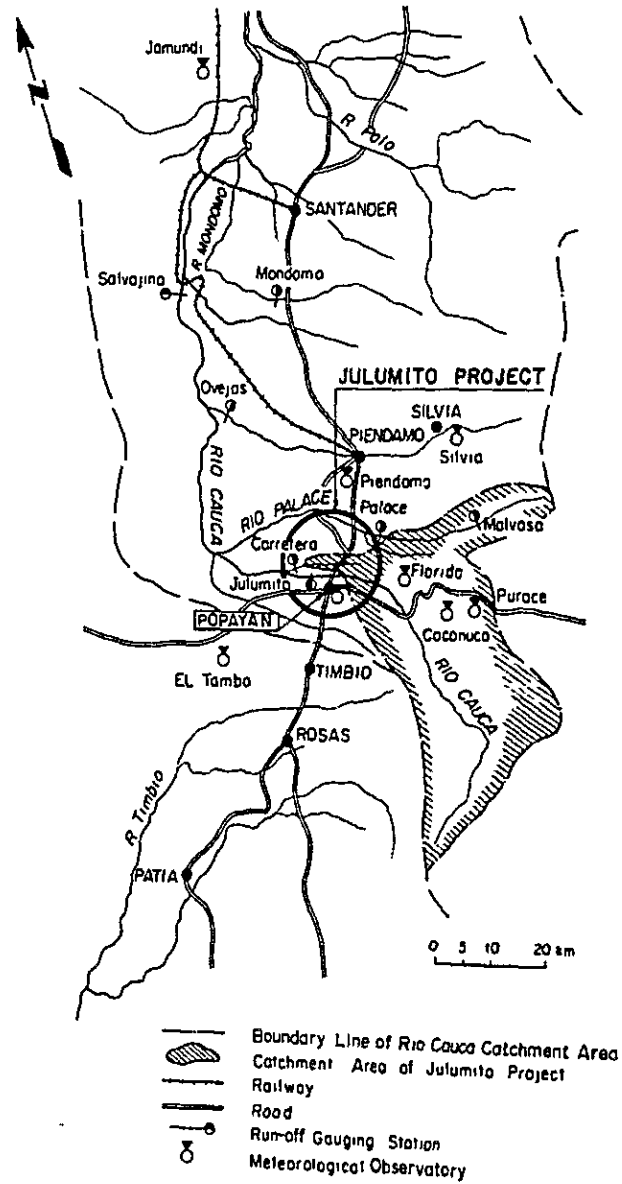 Jamundi
N
R Polo
SANTANDER
R MONDOMO
Mondomo
Salvajina
JULUMITO PROJECT
Ovejas
SILVIA
PIENDAMO
Silvia
RIO CAUCA
Piendamo
RIO PALACE
Palace
Malvasa
Carretera
Florida
Julumito
Purace
POPAYAN
Coconuco
RIO CAUCA
EL Tambo
TIMBIO
ROSAS
R Timbio
PATIA
0 5 10 20 km
Boundary Line of Rio Cauca Catchment Area
Catchment Area of Julumito Project
Railway
Road
Run-off Gauging Station
Meteorological Observatory